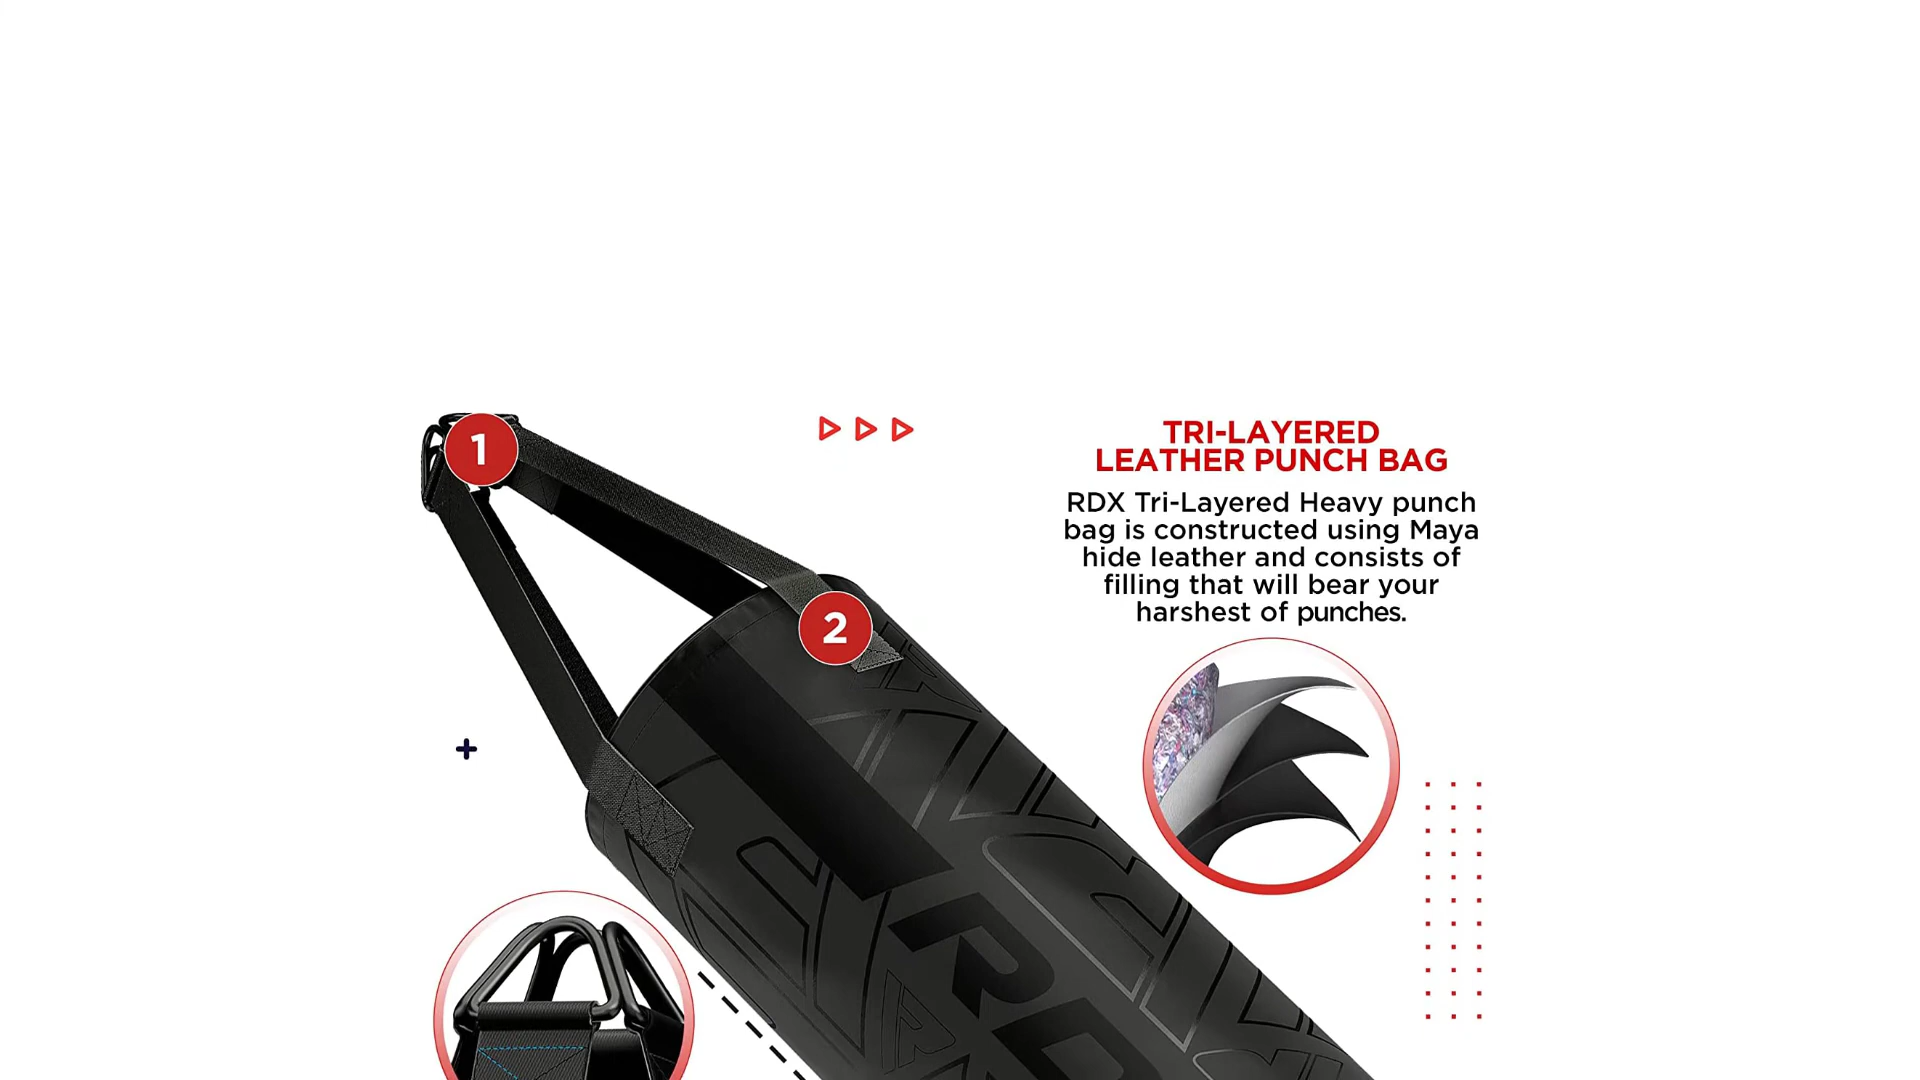 1
TRI-LAYERED
LEATHER PUNCH BAG
RDX Tri-Layered Heavy punch
bag is constructed using Maya
hide leather and consists of
filling that will bear your
harshest of punches.
2
RD